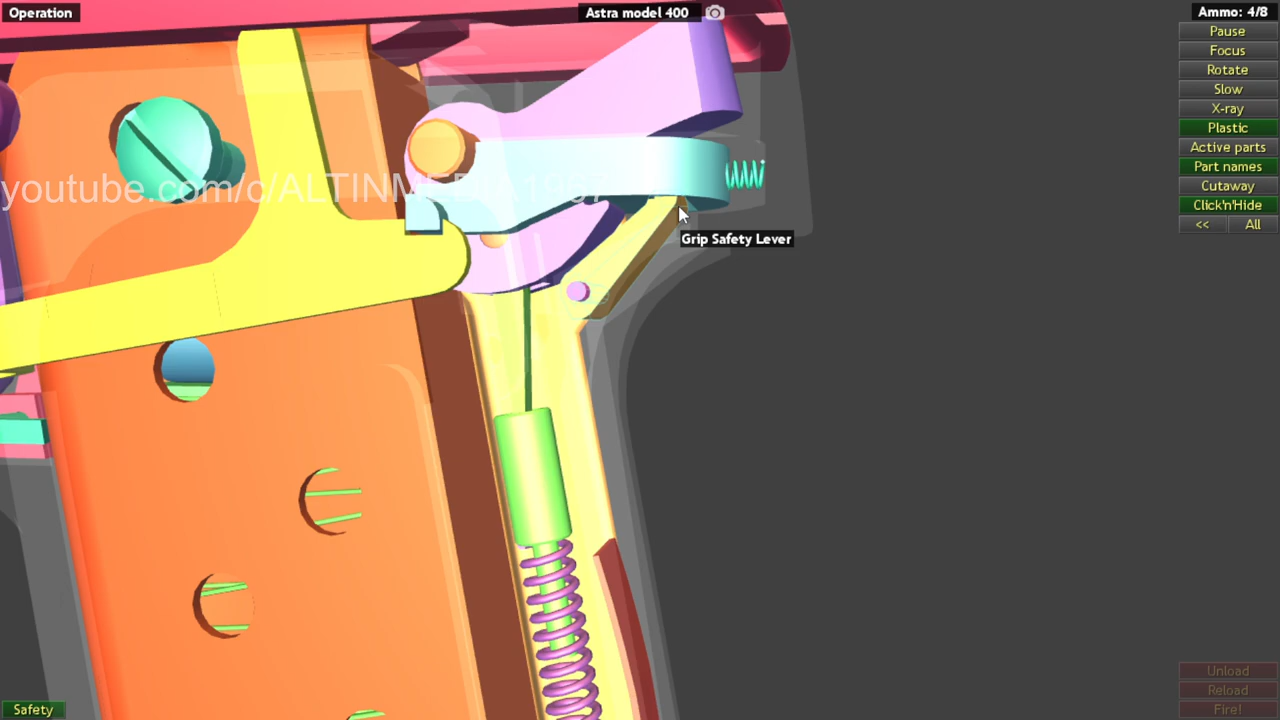 Operation
Astra model 400
Ammo: 4/8
Pause
Focus
Rotate
Slow
X-ray
Plastic
Active parts
Part names
Cutaway
Click'n'Hide
<< All
youtube.com/c/ALTINMEDIA1967
Grip Safety Lever
Unload
Reload
Fire!
Safety